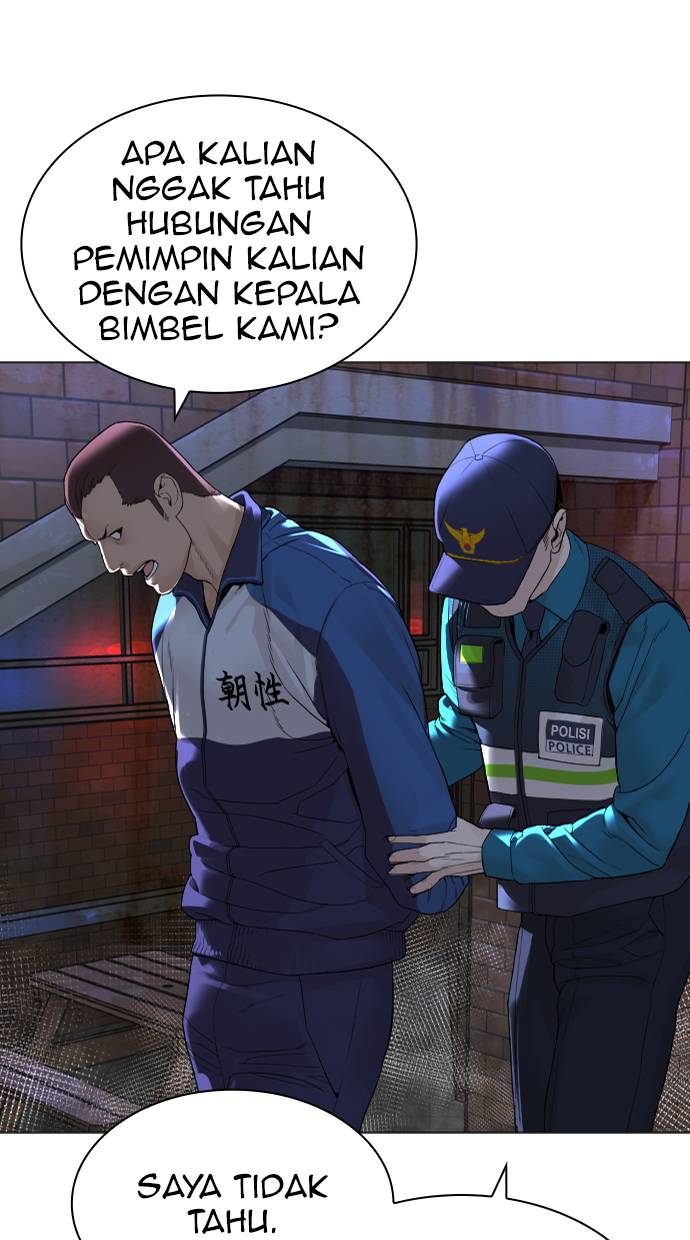 APA KALIAN
NGGAK TAHU
HUBUNGAN
PEMIMPIN KALIAN
DENGAN KEPALA
BIMBEL KAMI?
朝性
POLISI
POLICE
SAYA TIDAK
TAHU.